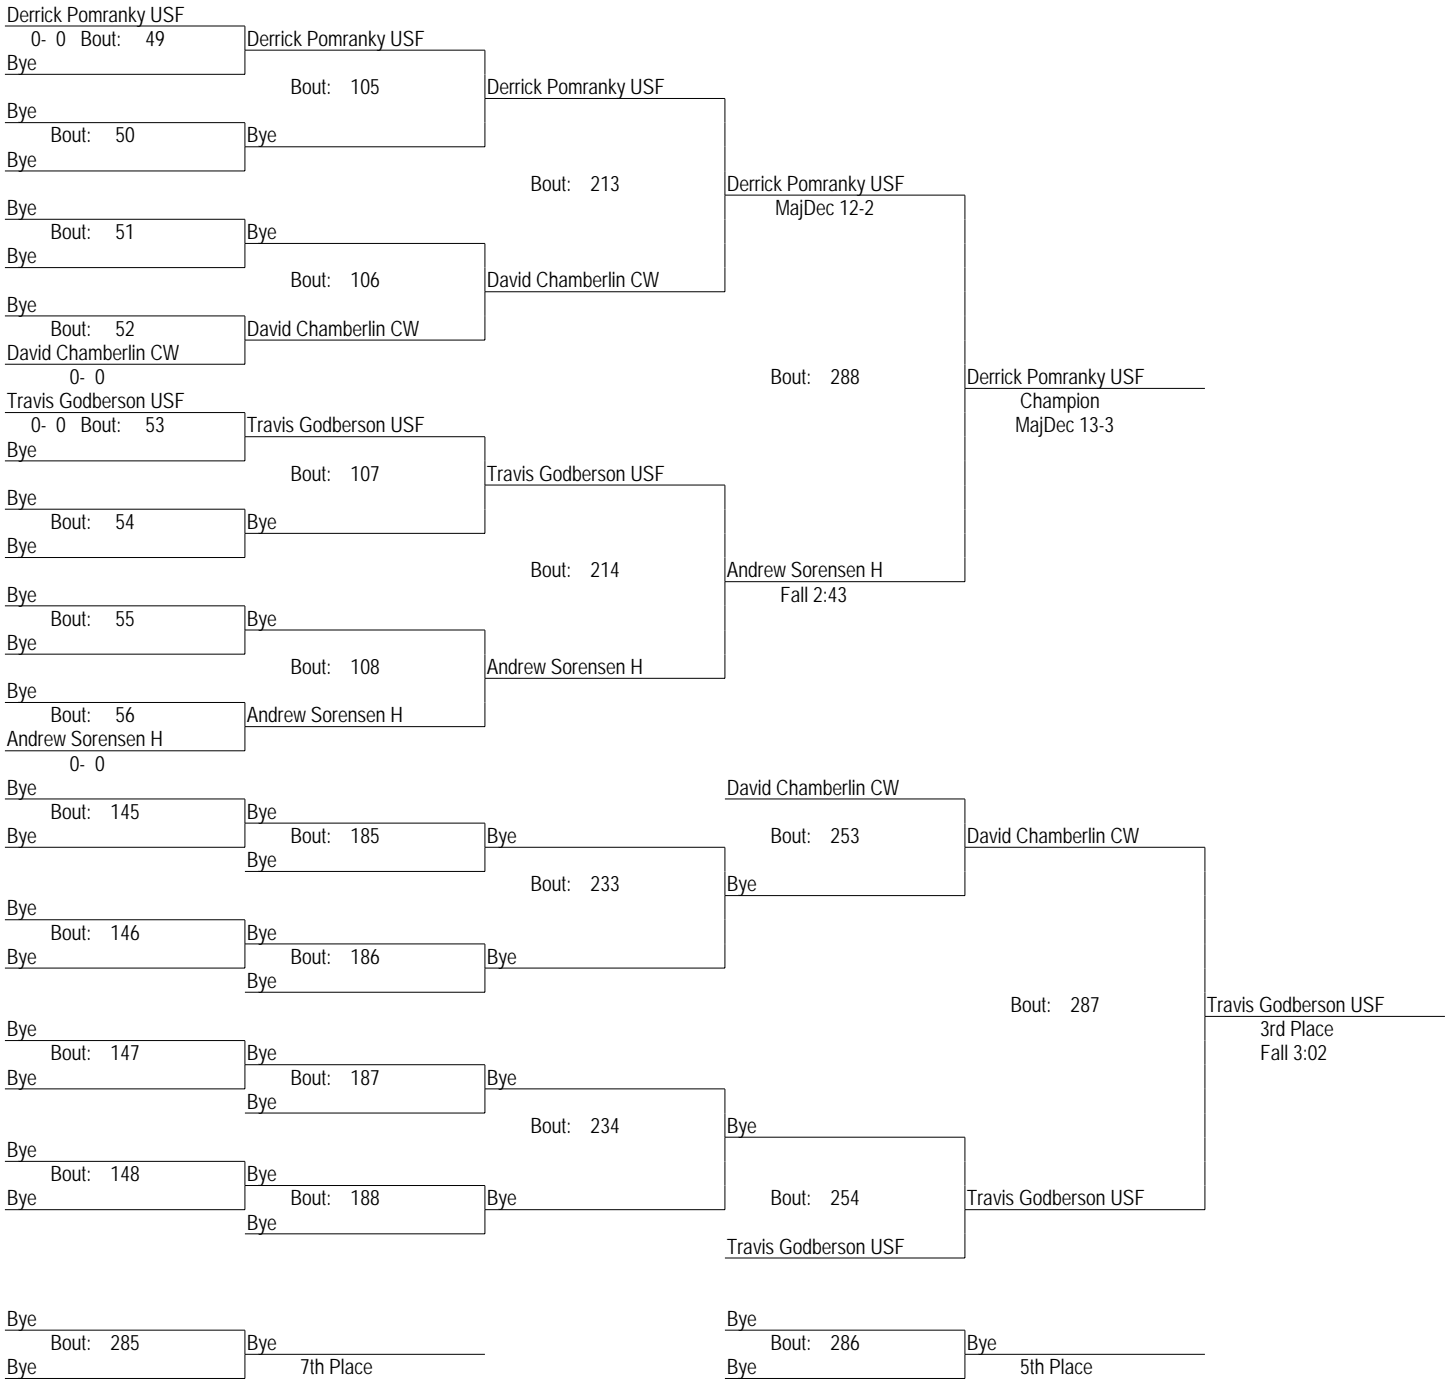 Derrick Pomranky USF
0- 0 Bout: 49 Derrick Pomranky USF
Bye
Bout: 105 Derrick Pomranky USF
Bye
Bout: 50 Bye
Bye
Bout: 213 Derrick Pomranky USF
Bye MajDec 12-2
Bout: 51 Bye
Bye
Bout: 106 David Chamberlin CW
Bye
Bout: 52 David Chamberlin CW
David Chamberlin CW
0- 0 Bout: 288 Derrick Pomranky USF
Travis Godberson USF Champion
0- 0 Bout: 53 Travis Godberson USF MajDec 13-3
Bye
Bout: 107 Travis Godberson USF
Bye
Bout: 54 Bye
Bye
Bout: 214 Andrew Sorensen H
Bye Fall 2:43
Bout: 55 Bye
Bye
Bout: 108 Andrew Sorensen H
Bye
Bout: 56 Andrew Sorensen H
Andrew Sorensen H
0- 0
Bye David Chamberlin CW
Bout: 145 Bye
Bye Bout: 185 Bye Bout: 253 David Chamberlin CW
Bye
Bout: 233 Bye
Bye
Bout: 146 Bye
Bye Bout: 186 Bye
Bye
Bout: 287 Travis Godberson USF
Bye 3rd Place
Bout: 147 Bye Fall 3:02
Bye Bout: 187 Bye
Bye
Bout: 234 Bye
Bye
Bout: 148 Bye
Bye Bout: 188 Bye Bout: 254 Travis Godberson USF
Bye
Travis Godberson USF
Bye Bye
Bout: 285 Bye Bout: 286 Bye
Bye 7th Place Bye 5th Place